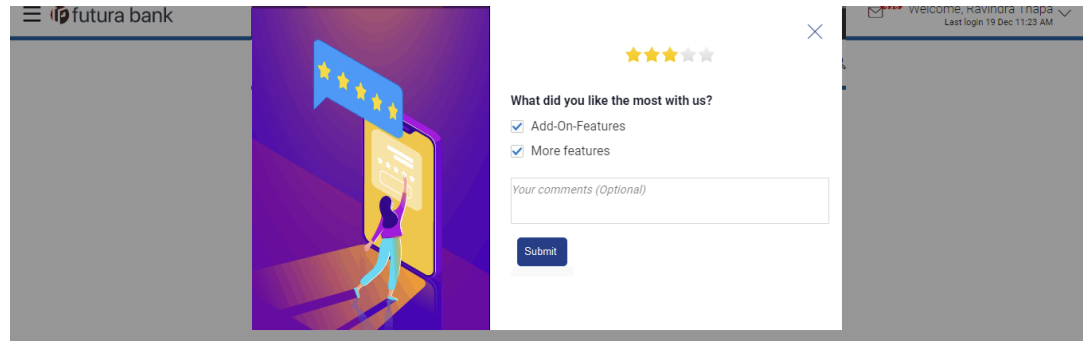 futura bank
Welcome, Ravindra Thapa
Last login 19 Dec 11:23 AM
What did you like the most with us?
Add-On-Features
More features
Your comments (Optional)
Submit